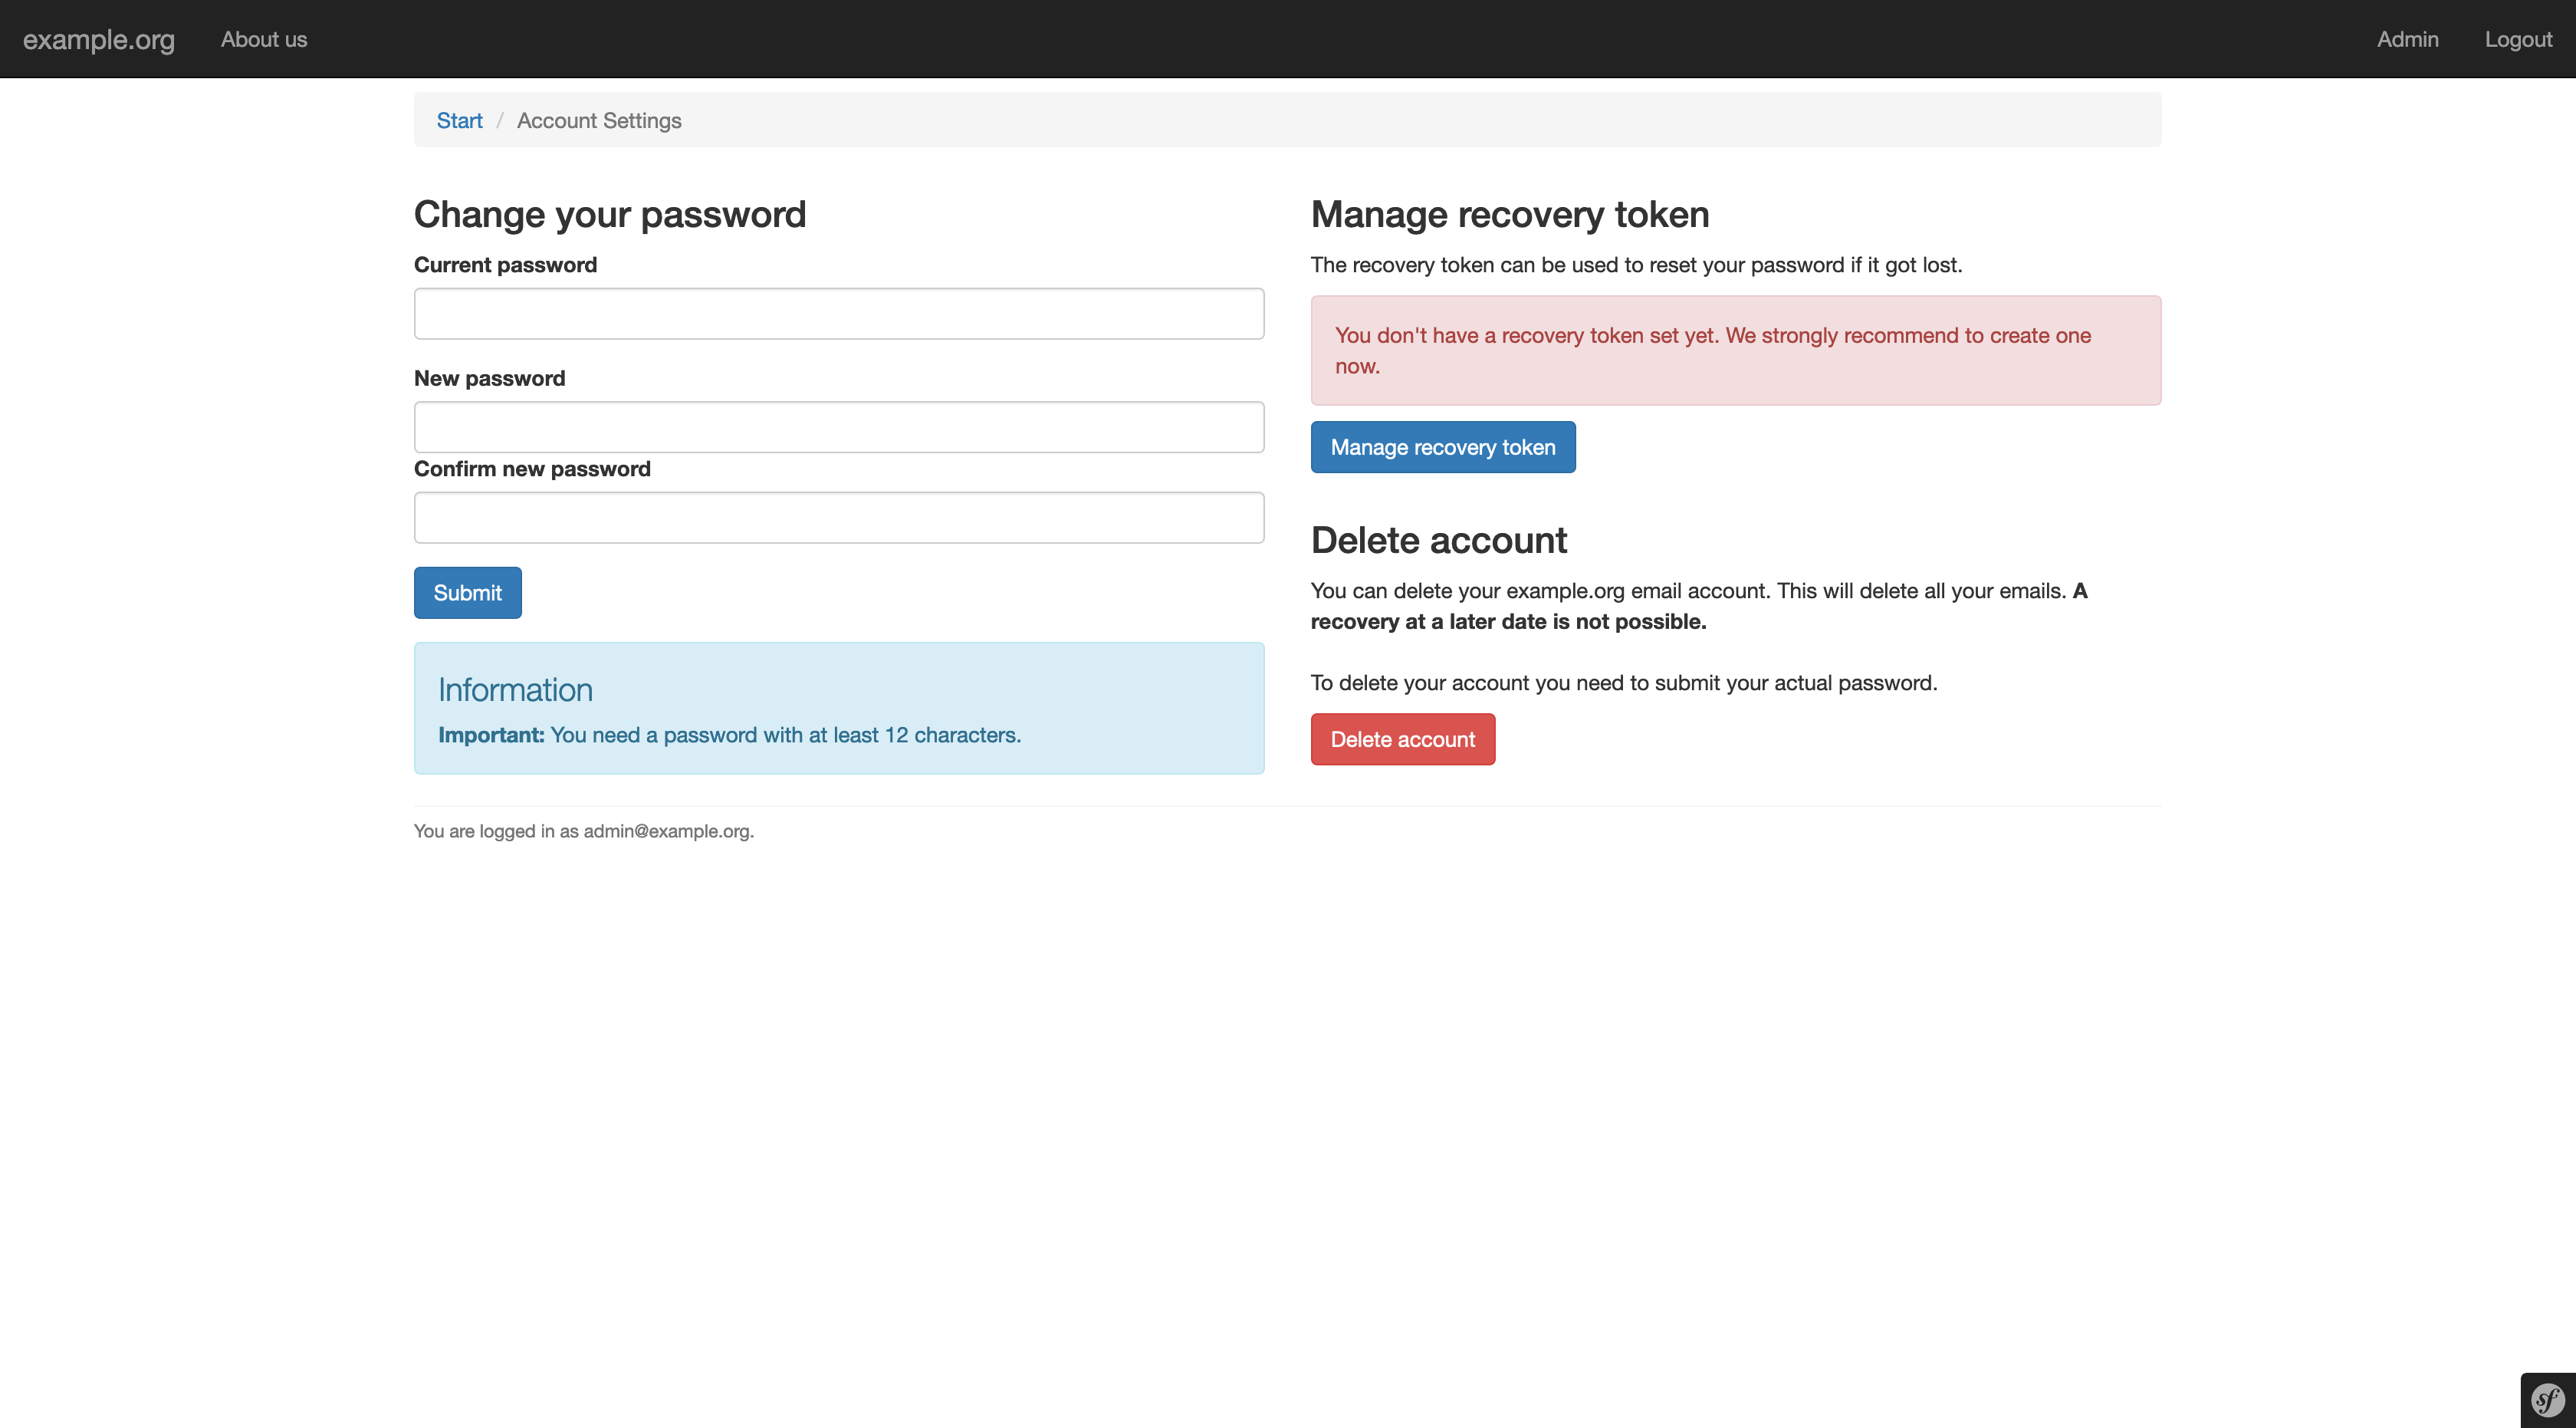 example.org About us Admin Logout
Start / Account Settings
Change your password
Current password
New password
Confirm new password
Submit
Information
Important: You need a password with at least 12 characters.
Manage recovery token
The recovery token can be used to reset your password if it got lost.
You don't have a recovery token set yet. We strongly recommend to create one
now.
Manage recovery token
Delete account
You can delete your example.org email account. This will delete all your emails. A
recovery at a later date is not possible.
To delete your account you need to submit your actual password.
Delete account
You are logged in as admin@example.org.
sf